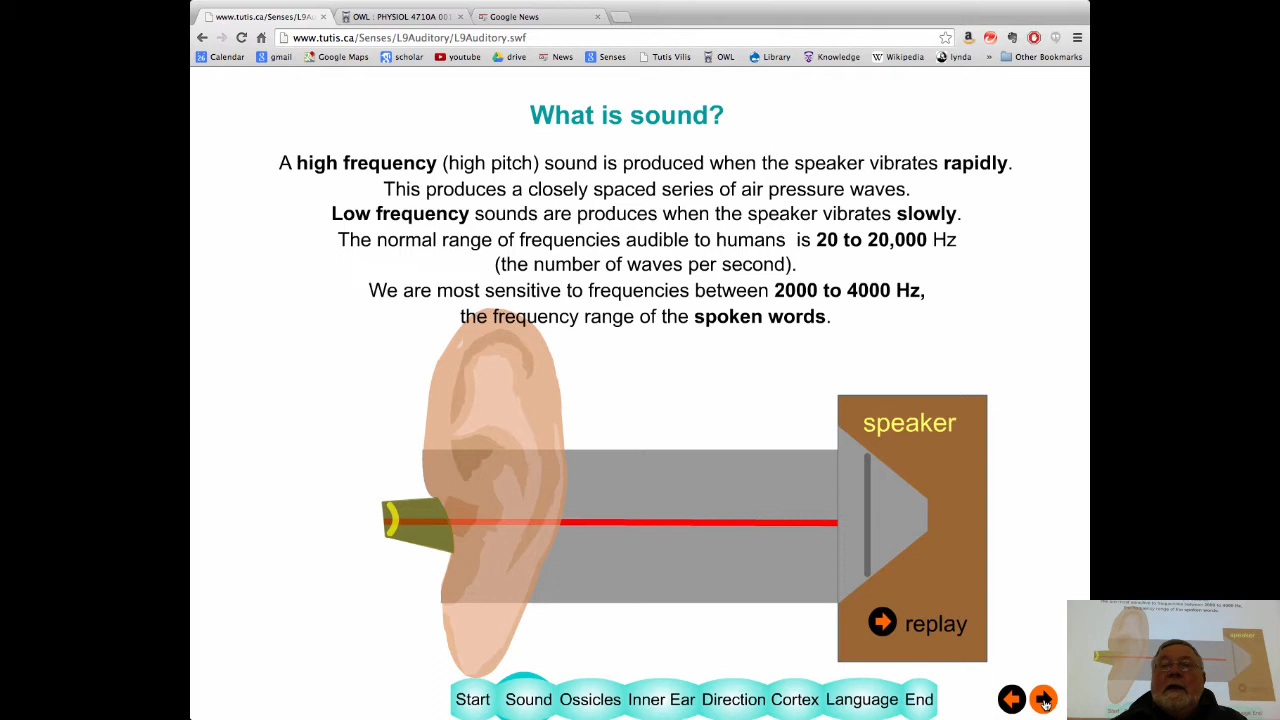 www.tutis.ca/Senses/L9Au
OWL : PHYSIOL 4710A 001
Google News
www.tutis.ca/Senses/L9Auditory/L9Auditory.swf
26 Calendar
gmail
Google Maps
scholar
youtube
drive
News
Senses
Tutis Vilis
OWL
Library
Knowledge
Wikipedia
lynda
»
Other Bookmarks
What is sound?
A high frequency (high pitch) sound is produced when the speaker vibrates rapidly.
This produces a closely spaced series of air pressure waves.
Low frequency sounds are produces when the speaker vibrates slowly.
The normal range of frequencies audible to humans is 20 to 20,000 Hz
(the number of waves per second).
We are most sensitive to frequencies between 2000 to 4000 Hz,
the frequency range of the spoken words.
speaker
replay
Start Sound Ossicles Inner Ear Direction Cortex Language End
speaker